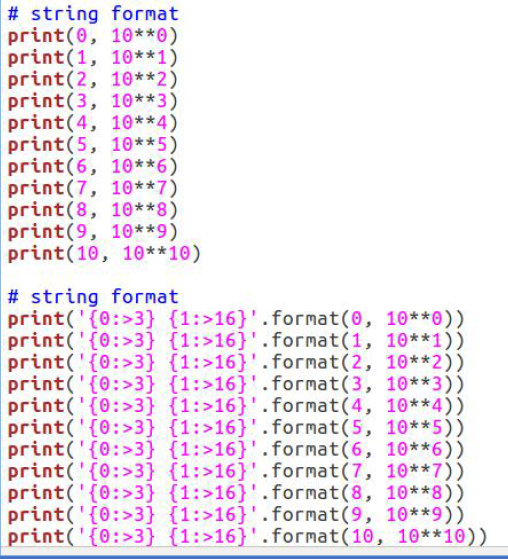 # string format
print(0, 10**0)
print(1, 10**1)
print(2, 10**2)
print(3, 10**3)
print(4, 10**4)
print(5, 10**5)
print(6, 10**6)
print(7, 10**7)
print(8, 10**8)
print(9, 10**9)
print(10, 10**10)

# string format
print('{0:>3} {1:>16}'.format(0, 10**0))
print('{0:>3} {1:>16}'.format(1, 10**1))
print('{0:>3} {1:>16}'.format(2, 10**2))
print('{0:>3} {1:>16}'.format(3, 10**3))
print('{0:>3} {1:>16}'.format(4, 10**4))
print('{0:>3} {1:>16}'.format(5, 10**5))
print('{0:>3} {1:>16}'.format(6, 10**6))
print('{0:>3} {1:>16}'.format(7, 10**7))
print('{0:>3} {1:>16}'.format(8, 10**8))
print('{0:>3} {1:>16}'.format(9, 10**9))
print('{0:>3} {1:>16}'.format(10, 10**10))